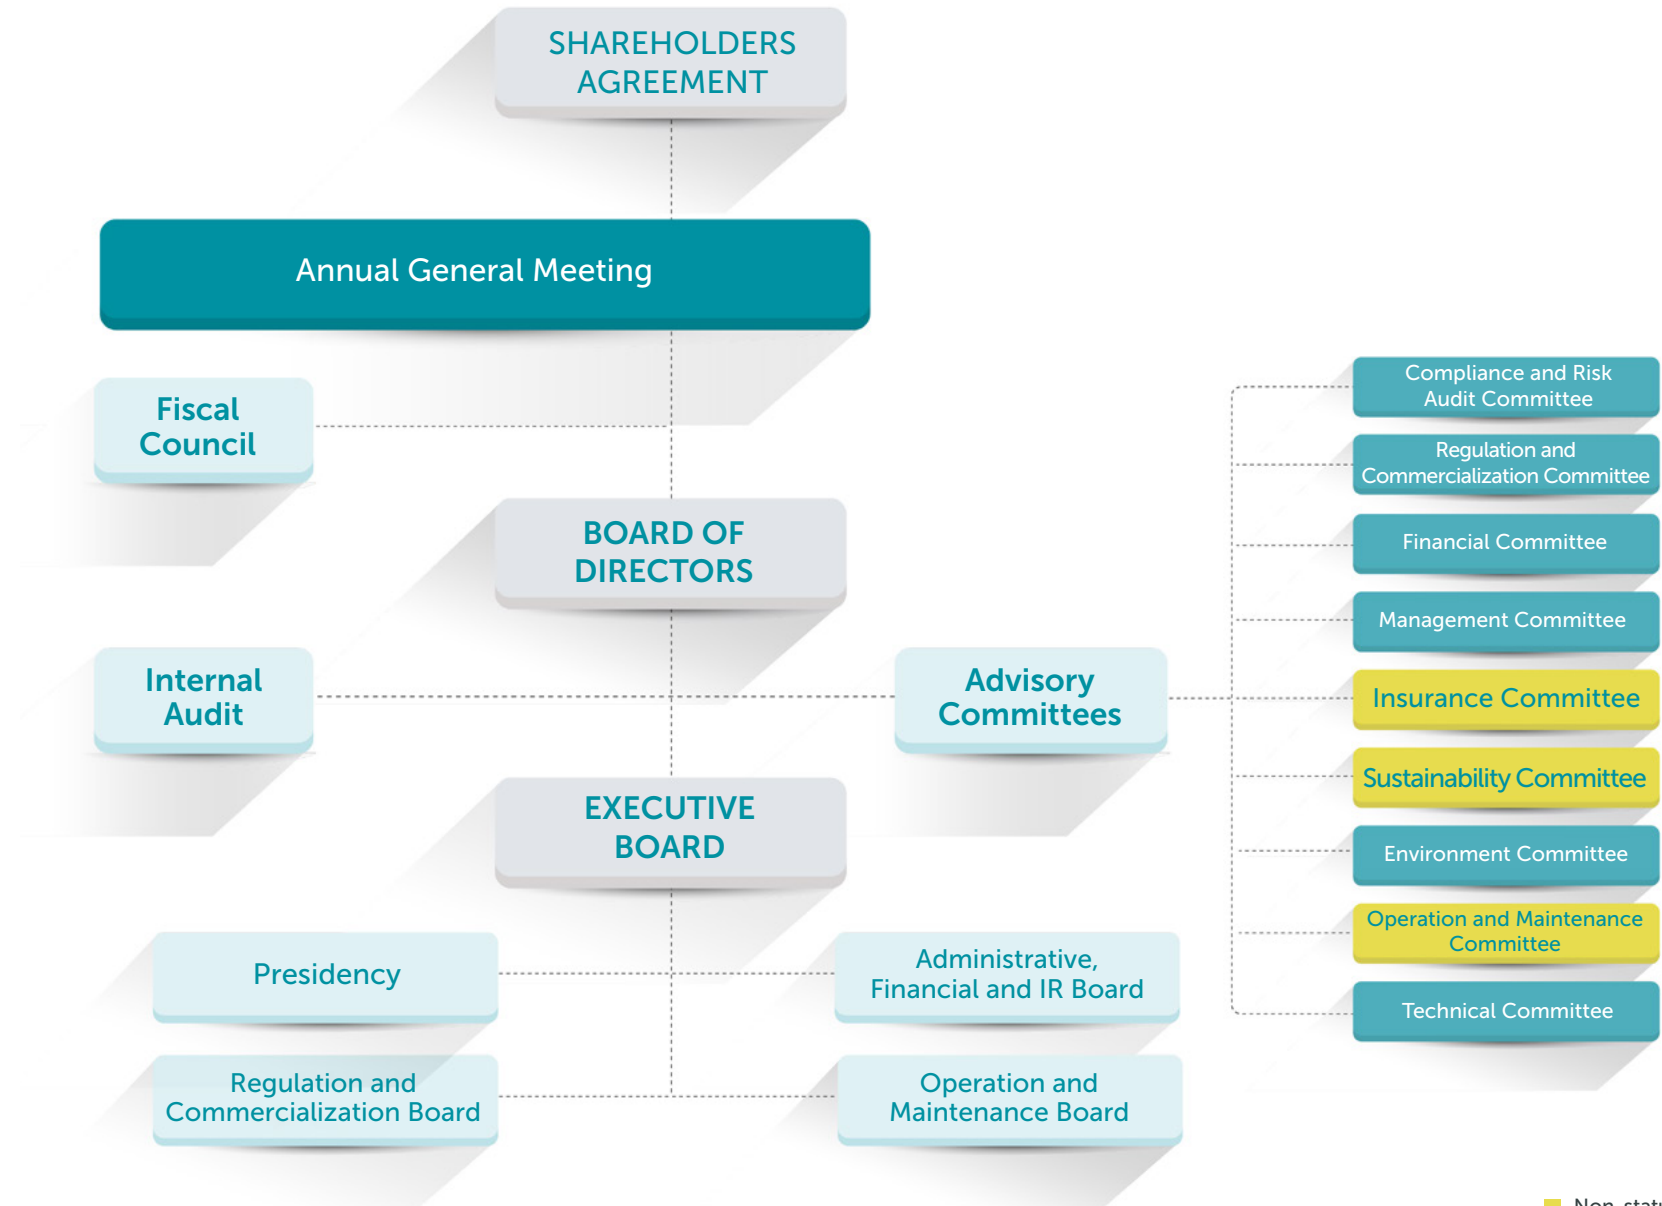 SHAREHOLDERS
AGREEMENT
Annual General Meeting
Fiscal
Council
BOARD OF
DIRECTORS
Internal
Audit
Advisory
Committees
EXECUTIVE
BOARD
Presidency
Administrative,
Financial and IR Board
Regulation and
Commercialization Board
Operation and
Maintenance Board
Compliance and Risk
Audit Committee
Regulation and
Commercialization Committee
Financial Committee
Management Committee
Insurance Committee
Sustainability Committee
Environment Committee
Operation and Maintenance
Committee
Technical Committee